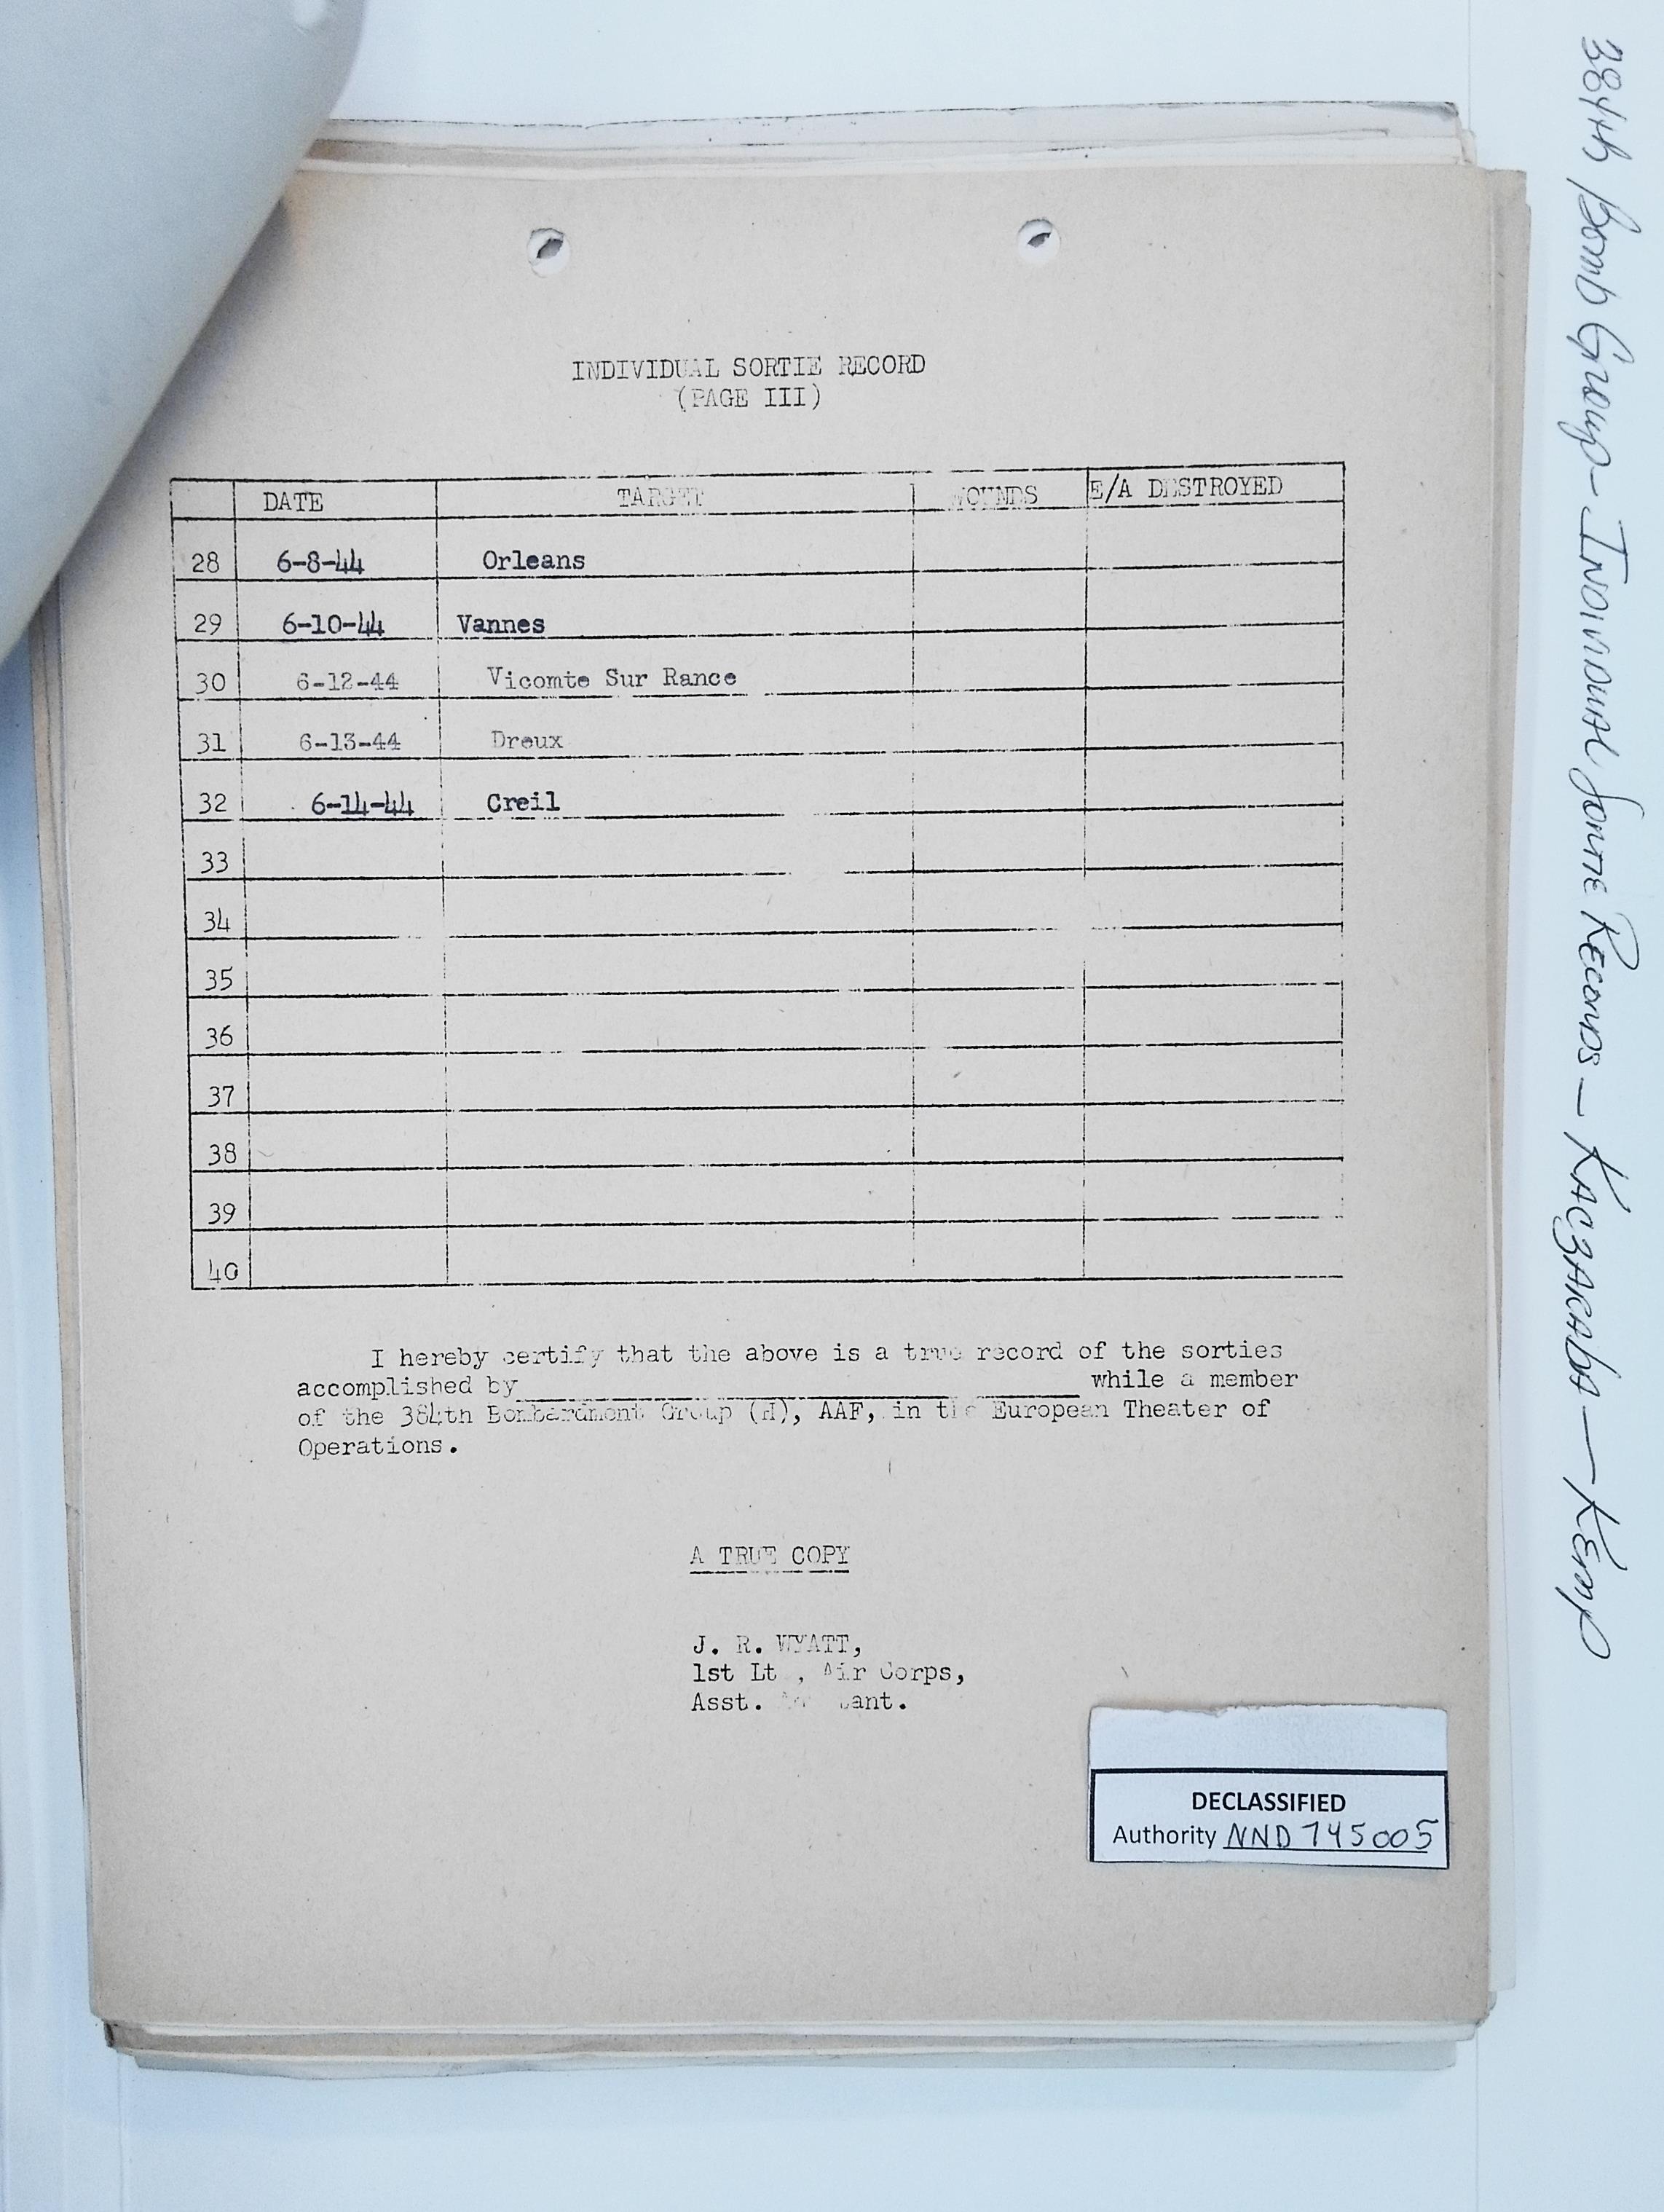 INDIVIDUAL SORTIE RECORD
(PAGE III)
DATE TARGET WOUNDS E/A DESTROYED
28 6-8-44 Orleans
29 6-10-44 Vannes
30 6-12-44 Vicomte Sur Rance
31 6-13-44 Dreux
32 6-14-44 Creil
33
34
35
36
37
38
39
40
I hereby certify that the above is a true record of the sorties
accomplished by while a member
of the 384th Bombardment Group (H), AAF, in the European Theater of
Operations.
A TRUE COPY
J. R. WYATT,
1st Lt , Air Corps,
Asst.
DECLASSIFIED
Authority NND 745005
384th Bomb Group - Individual Sortie Records - Kaczaraba - Kemp